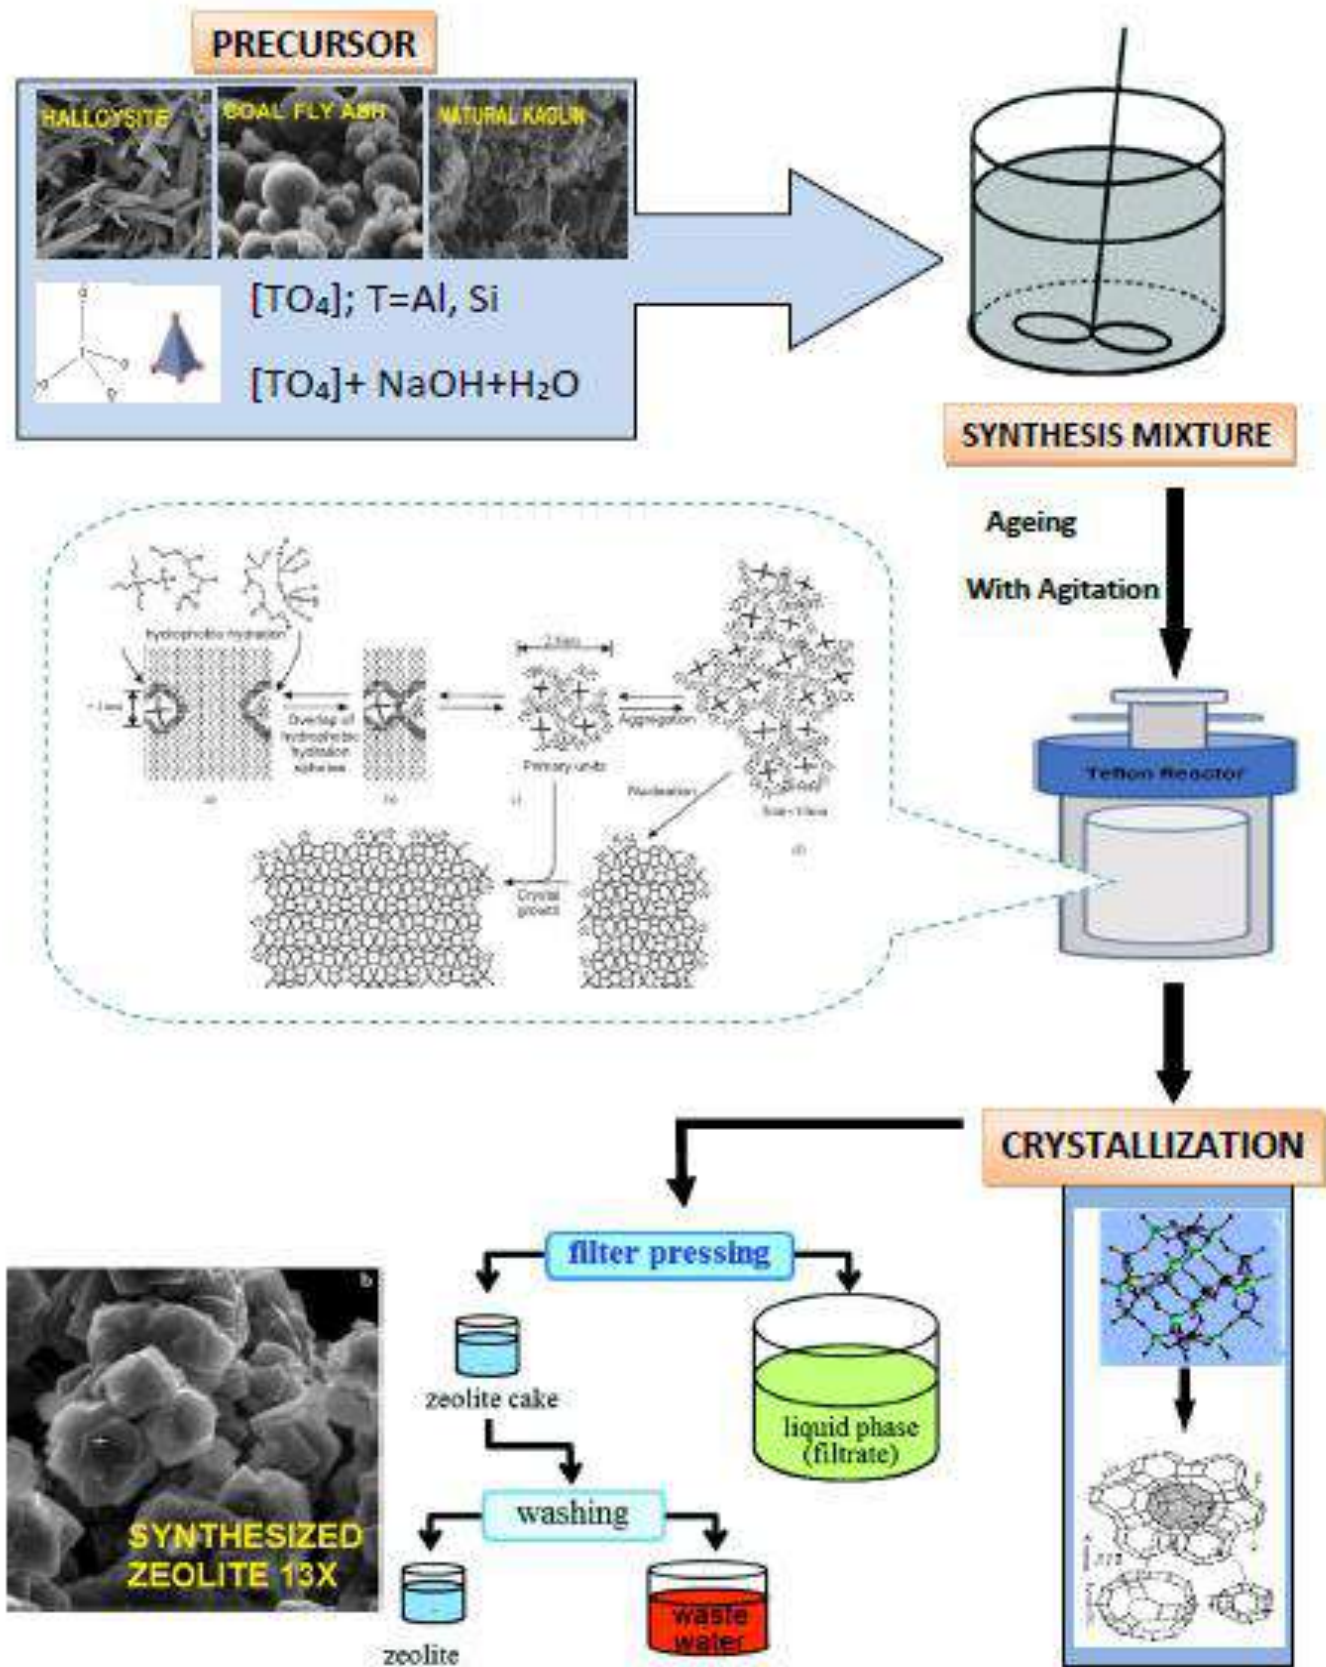 PRECURSOR
HALLOYSITE
COAL FLY ASH
NATURAL KAOLIN
[TO₄]; T=Al, Si
[TO₄]+ NaOH+H₂O
SYNTHESIS MIXTURE
Ageing
With Agitation
Teflon Reactor
hydrophobic hydration
Overlap of
hydrophobic
hydration
spheres
Primary units
Aggregation
Nucleation
Crystal
growth
CRYSTALLIZATION
filter pressing
zeolite cake
liquid phase
(filtrate)
washing
zeolite
waste
water
b
SYNTHESIZED
ZEOLITE 13X